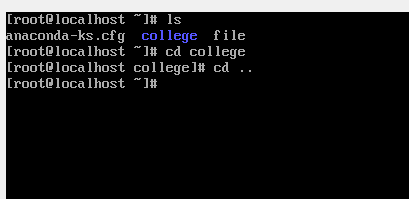 [root@localhost ~]# ls
anaconda-ks.cfg  college  file
[root@localhost ~]# cd college
[root@localhost college]# cd ..
[root@localhost ~]#